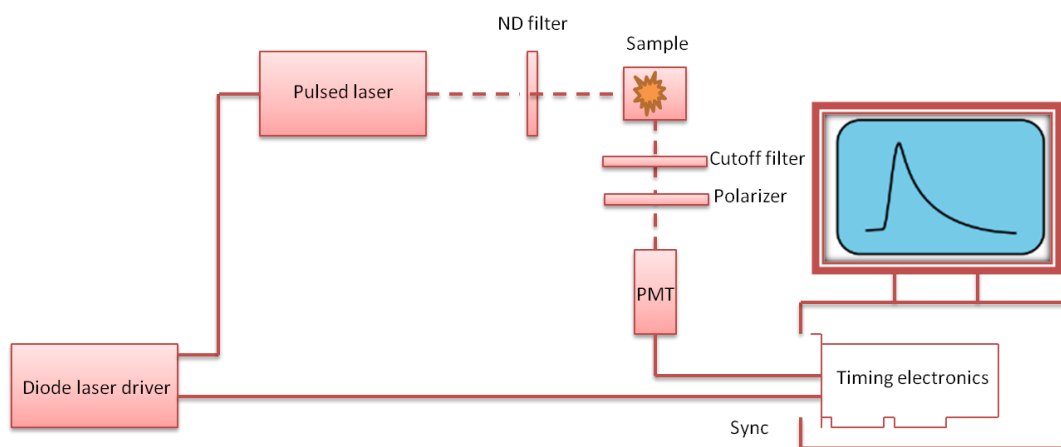 ND filter
Sample
Pulsed laser
Cutoff filter
Polarizer
PMT
Diode laser driver
Timing electronics
Sync